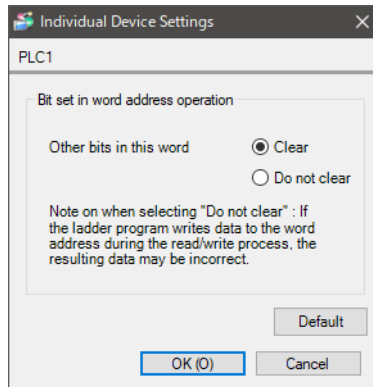 Individual Device Settings
PLC1
Bit set in word address operation
Other bits in this word
Clear
Do not clear
Note on when selecting "Do not clear" : If
the ladder program writes data to the word
address during the read/write process, the
resulting data may be incorrect.
Default
OK (O)
Cancel